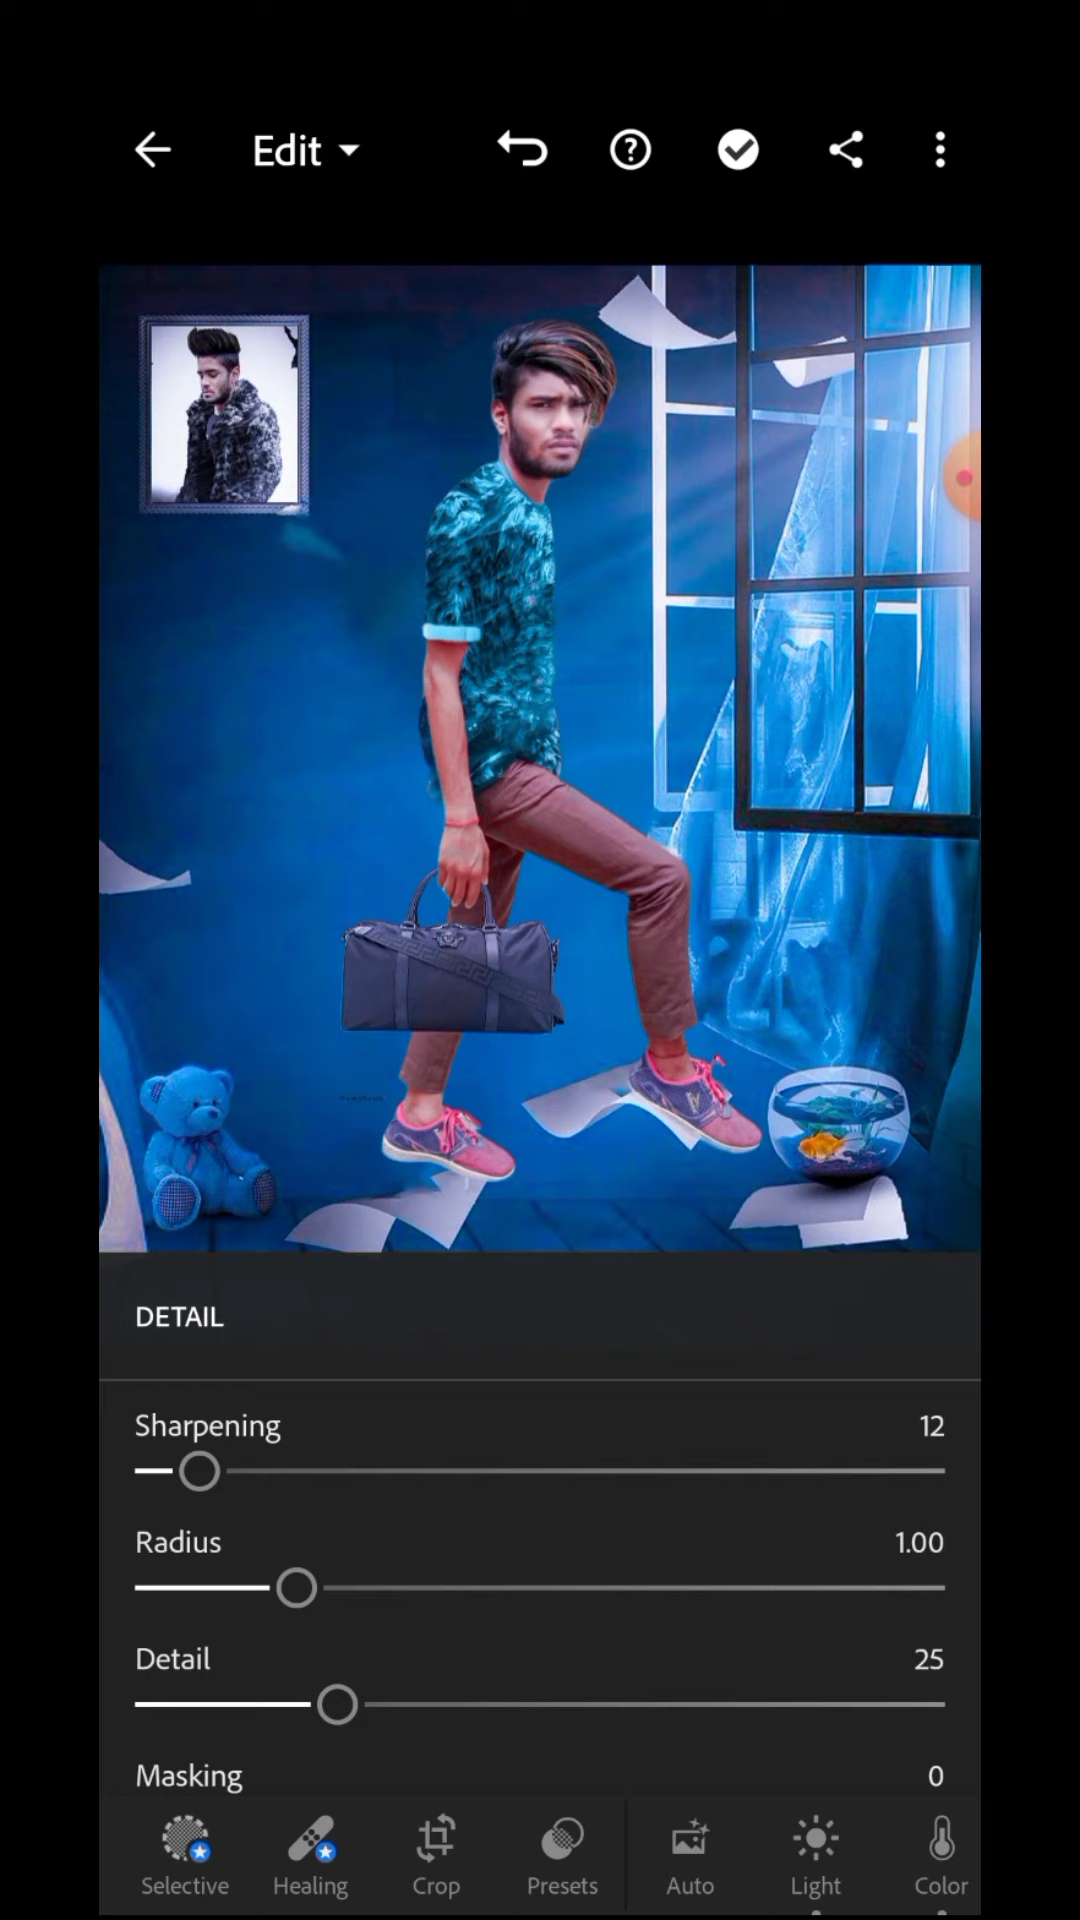 Edit
DETAIL
Sharpening 12
Radius 1.00
Detail 25
Masking 0
Selective Healing Crop Presets Auto Light Color